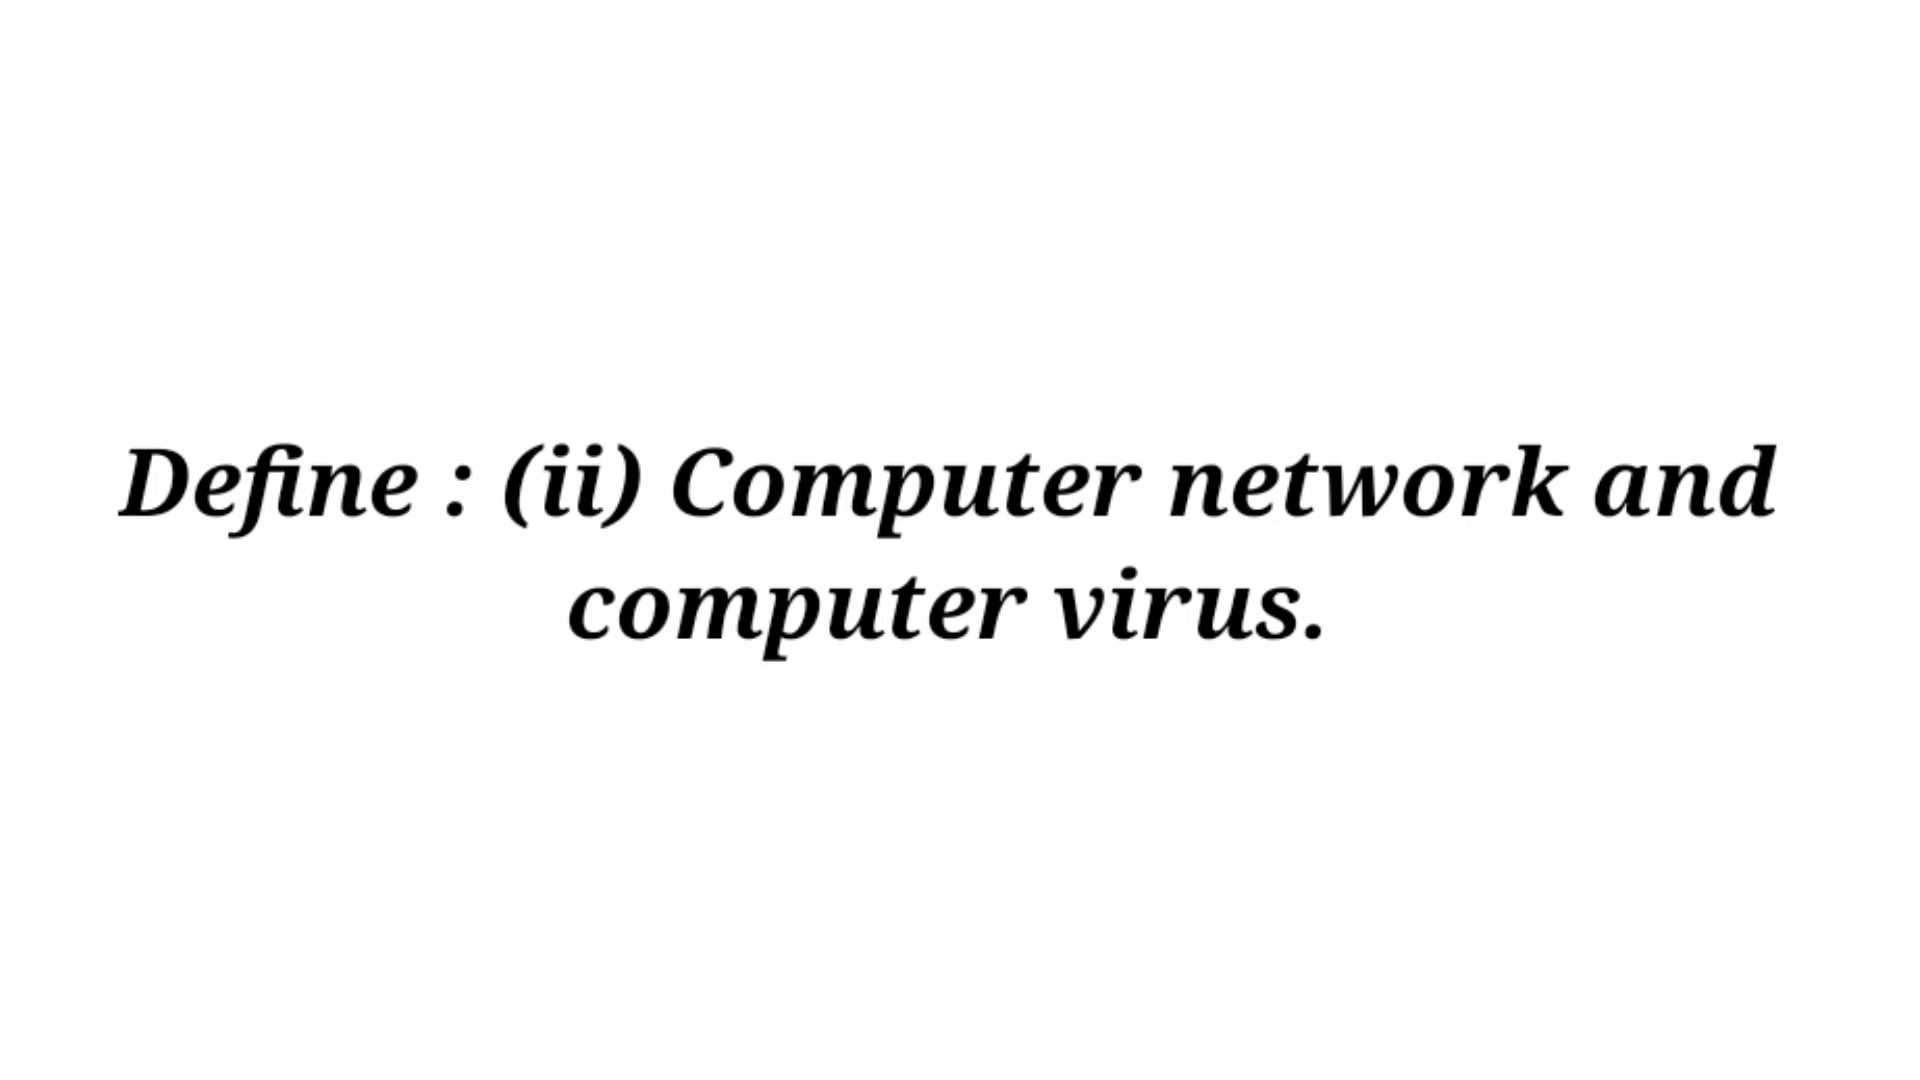 Define : (ii) Computer network and
computer virus.